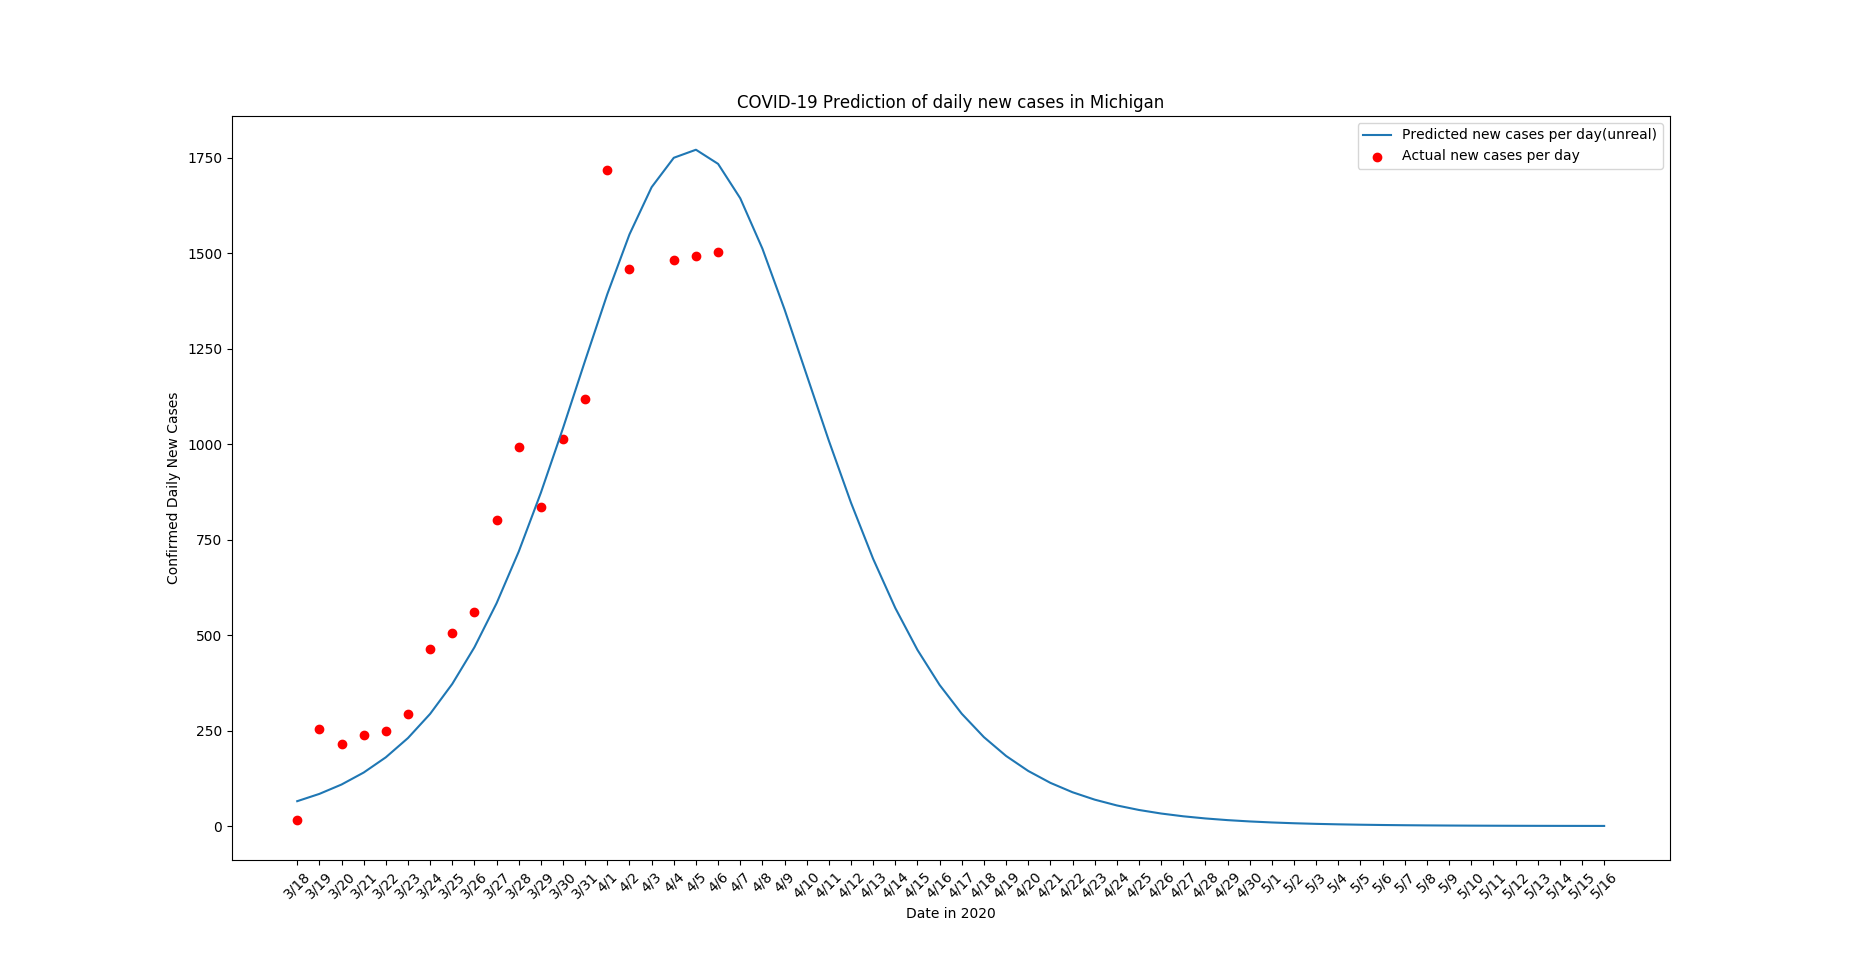 COVID-19 Prediction of daily new cases in Michigan
Predicted new cases per day(unreal)
Actual new cases per day
1750
1500
1250
1000
750
500
250
0
Confirmed Daily New Cases
3/18 3/19 3/20 3/21 3/22 3/23 3/24 3/25 3/26 3/27 3/28 3/29 3/30 3/31 4/1 4/2 4/3 4/4 4/5 4/6 4/7 4/8 4/9 4/10 4/11 4/12 4/13 4/14 4/15 4/16 4/17 4/18 4/19 4/20 4/21 4/22 4/23 4/24 4/25 4/26 4/27 4/28 4/29 4/30 5/1 5/2 5/3 5/4 5/5 5/6 5/7 5/8 5/9 5/10 5/11 5/12 5/13 5/14 5/15 5/16
Date in 2020